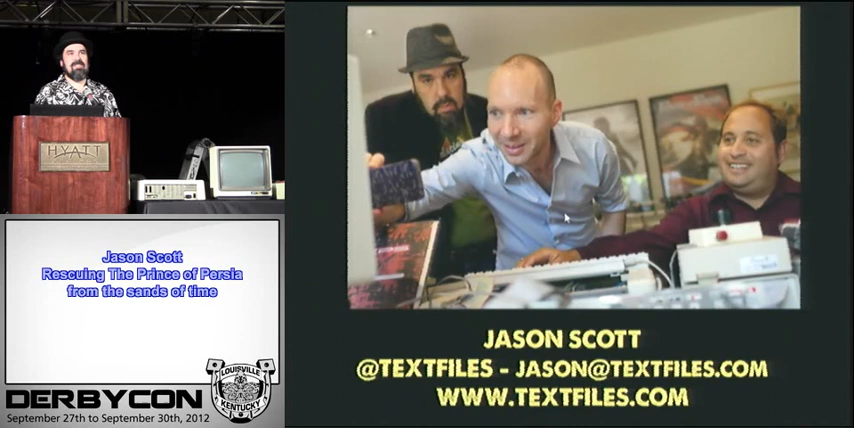 HYATT
Jason Scott
Rescuing The Prince of Persia
from the sands of time
LOUISVILLE
KENTUCKY
DERBYCON
September 27th to September 30th, 2012
JASON SCOTT
@TEXTFILES - JASON@TEXTFILES.COM
WWW.TEXTFILES.COM